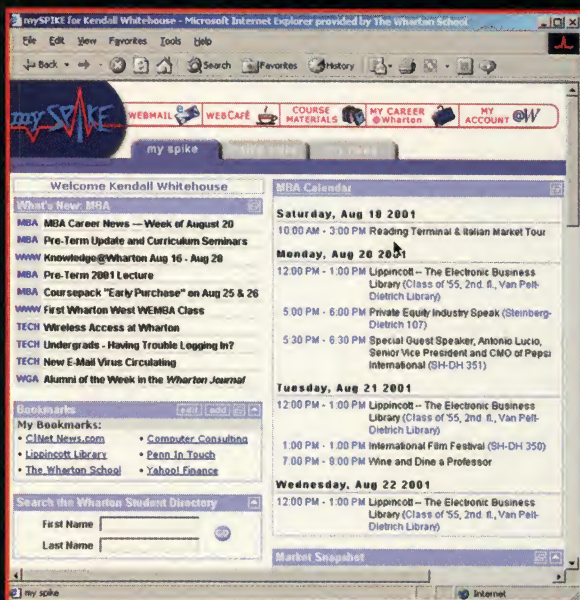 mySPIKE for Kendall Whitehouse - Microsoft Internet Explorer provided by The Wharton School
File Edit View Favorites Tools Help
Back Search Favorites History
my SPIKE
WEBMAIL WEBCAFÉ COURSE MATERIALS MY CAREER @Wharton MY ACCOUNT @W
my spike
Welcome Kendall Whitehouse
What's New: MBA
MBA MBA Career News — Week of August 20
MBA Pre-Term Update and Curriculum Seminars
WWW Knowledge@Wharton Aug 16 - Aug 28
MBA Pre-Term 2001 Lecture
MBA Coursepack "Early Purchase" on Aug 25 & 26
WWW First Wharton West WEMBA Class
TECH Wireless Access at Wharton
TECH Undergrads - Having Trouble Logging In?
TECH New E-Mail Virus Circulating
WGA Alumni of the Week in the Wharton Journal
Bookmarks edit add
My Bookmarks:
• C|Net News.com • Computer Consulting
• Lippincott Library • Penn In Touch
• The Wharton School • Yahoo! Finance
Search the Wharton Student Directory
First Name
GO
Last Name
MBA Calendar
Saturday, Aug 18 2001
10:00 AM - 3:00 PM Reading Terminal & Italian Market Tour
Monday, Aug 20 2001
12:00 PM - 1:00 PM Lippincott -- The Electronic Business
Library (Class of '55, 2nd. fl., Van Pelt-
Dietrich Library)
5:00 PM - 6:00 PM Private Equity Industry Speak (Steinberg-
Dietrich 107)
5:30 PM - 6:30 PM Special Guest Speaker, Antonio Lucio,
Senior Vice President and CMO of Pepsi
International (SH-DH 351)
Tuesday, Aug 21 2001
12:00 PM - 1:00 PM Lippincott -- The Electronic Business
Library (Class of '55, 2nd. fl., Van Pelt-
Dietrich Library)
1:00 PM - 1:00 PM International Film Festival (SH-DH 350)
7:00 PM - 9:00 PM Wine and Dine a Professor
Wednesday, Aug 22 2001
12:00 PM - 1:00 PM Lippincott -- The Electronic Business
Library (Class of '55, 2nd. fl., Van Pelt-
Dietrich Library)
Market Snapshot
my spike Internet